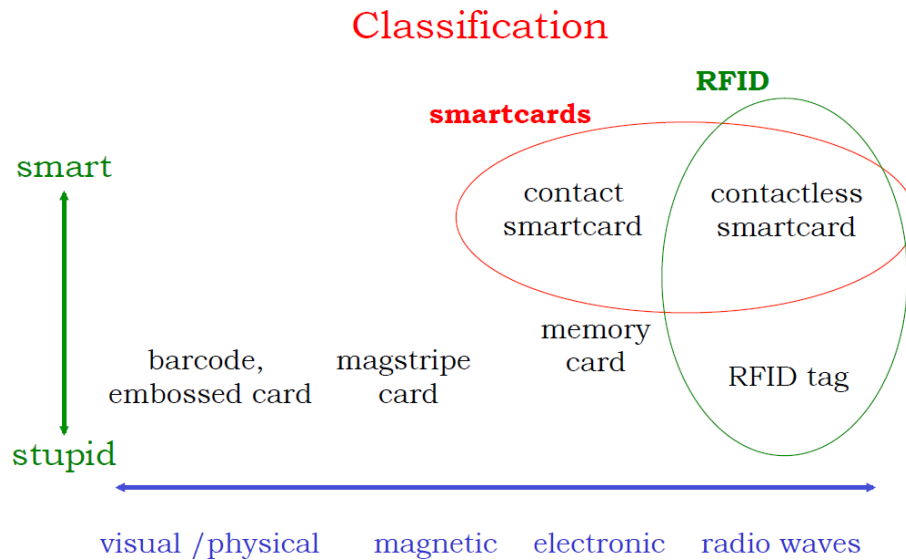 Classification
RFID
smartcards
smart
contact
smartcard
contactless
smartcard
memory
card
barcode,
embossed card
magstripe
card
RFID tag
stupid
visual /physical magnetic electronic radio waves